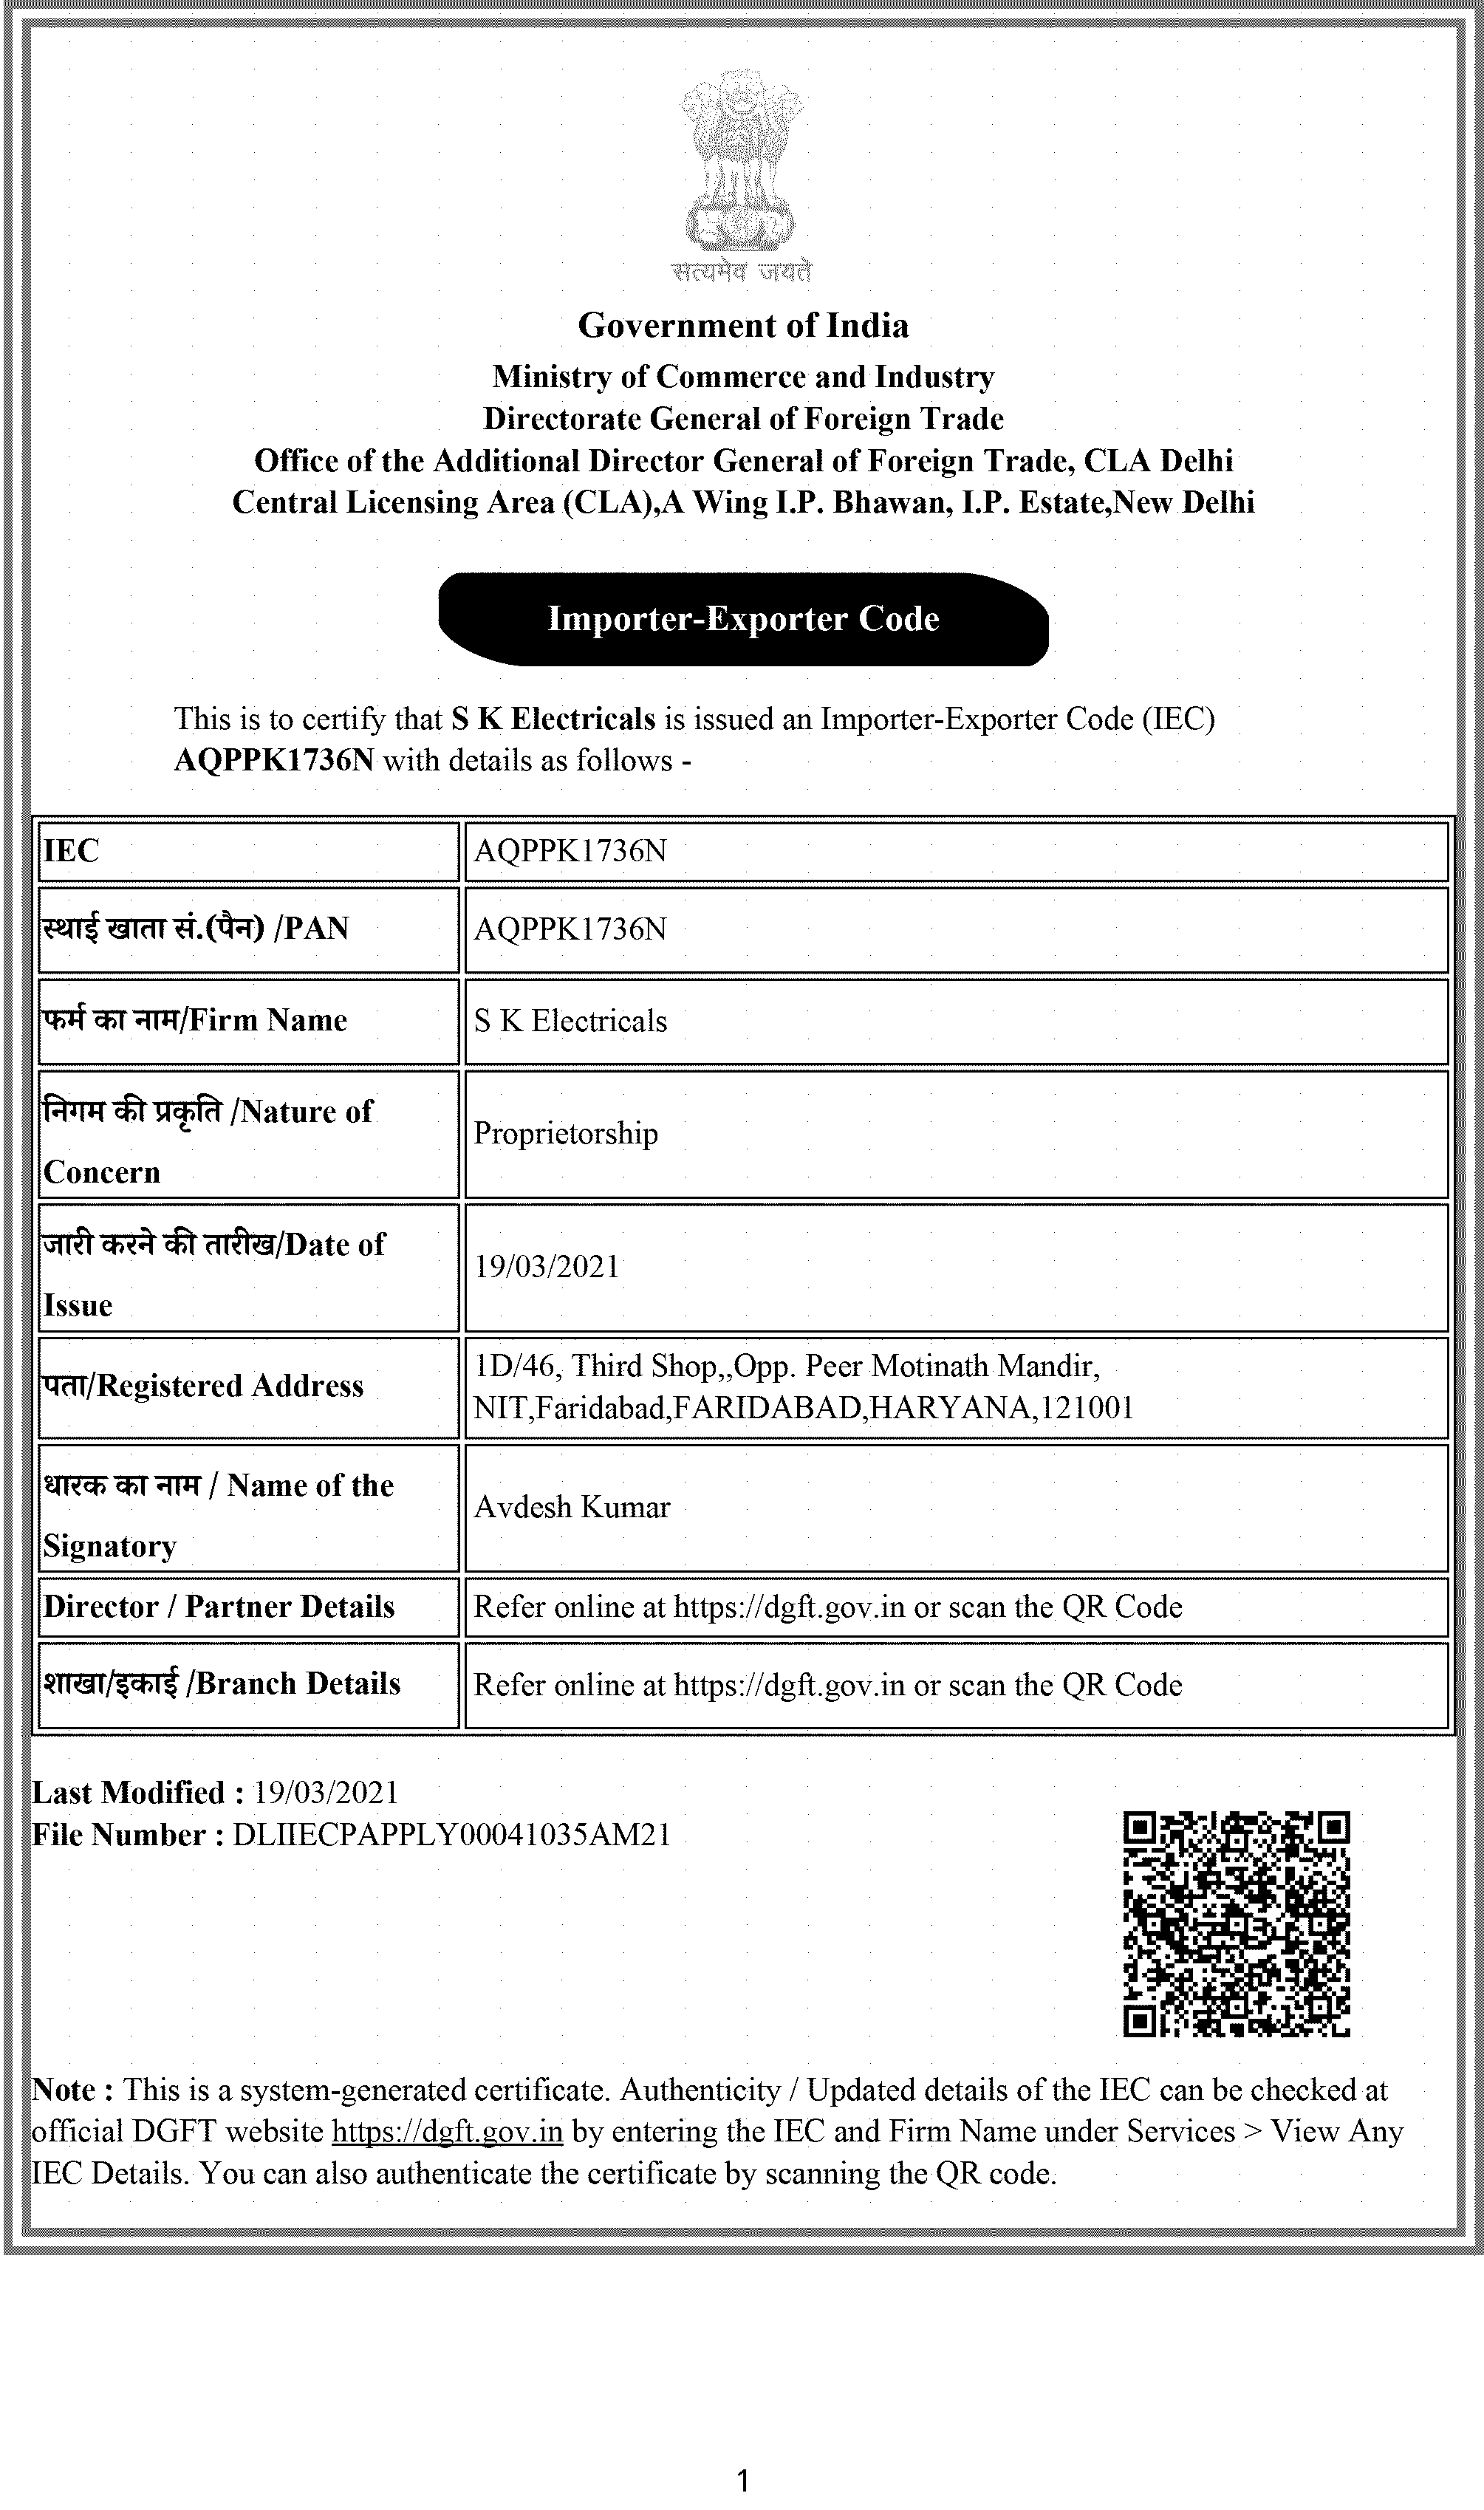 सत्यमेव जयते
Government of India
Ministry of Commerce and Industry
Directorate General of Foreign Trade
Office of the Additional Director General of Foreign Trade, CLA Delhi
Central Licensing Area (CLA),A Wing I.P. Bhawan, I.P. Estate,New Delhi
Importer-Exporter Code
This is to certify that S K Electricals is issued an Importer-Exporter Code (IEC)
AQPPK1736N with details as follows -
IEC AQPPK1736N
स्थाई खाता सं.(पैन) /PAN AQPPK1736N
फर्म का नाम/Firm Name S K Electricals
निगम की प्रकृति /Nature of
Concern
Proprietorship
जारी करने की तारीख/Date of
Issue
19/03/2021
पता/Registered Address
1D/46, Third Shop,,Opp. Peer Motinath Mandir,
NIT,Faridabad,FARIDABAD,HARYANA,121001
धारक का नाम / Name of the
Signatory
Avdesh Kumar
Director / Partner Details Refer online at https://dgft.gov.in or scan the QR Code
शाखा/इकाई /Branch Details Refer online at https://dgft.gov.in or scan the QR Code
Last Modified : 19/03/2021
File Number : DLIIECPAPPLY00041035AM21
Note : This is a system-generated certificate. Authenticity / Updated details of the IEC can be checked at
official DGFT website https://dgft.gov.in by entering the IEC and Firm Name under Services > View Any
IEC Details. You can also authenticate the certificate by scanning the QR code.
1